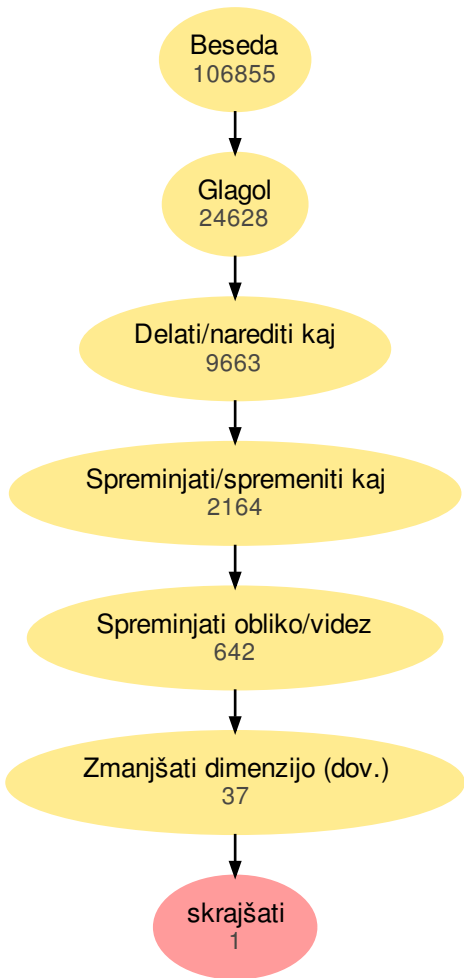 Beseda
106855
Glagol
24628
Delati/narediti kaj
9663
Spreminjati/spremeniti kaj
2164
Spreminjati obliko/videz
642
Zmanjšati dimenzijo (dov.)
37
skrajšati
1